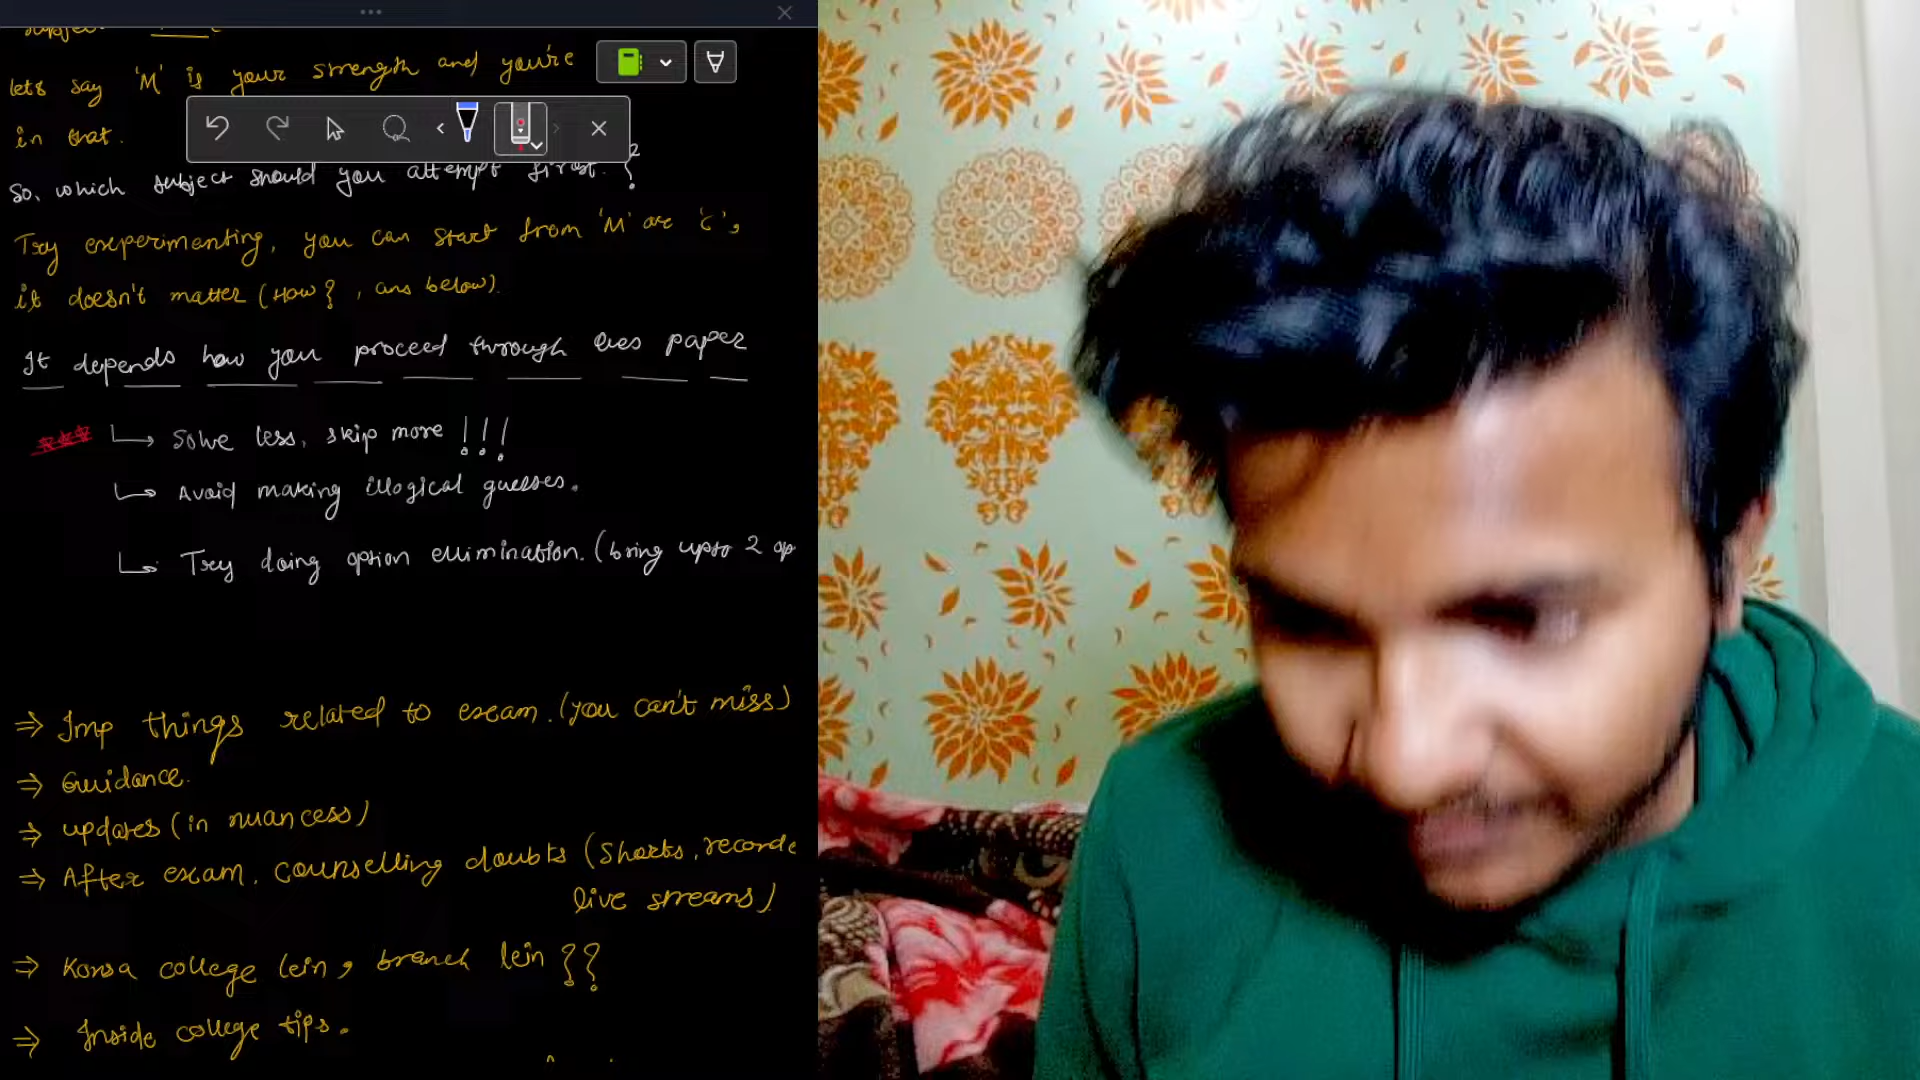 subject
lets say 'M' is your strength and you're
in that.
So, which subject should you attempt first. ?
Try experimenting, you can start from 'M' are 'C',
it doesn't matter (How?, ans below).
It depends how you proceed through the paper
Solve less, skip more !!!
Avoid making illogical guesses.
Try doing option ellimination. (bring upto 2 op
⇒ Imp things related to exam. (you can't miss)
⇒ Guidance.
⇒ updates (in nuancess)
⇒ After exam, counselling doubts (Shorts, recorde
live streams)
⇒ Konsa college lein, branch lein ??
⇒ Inside college tips.